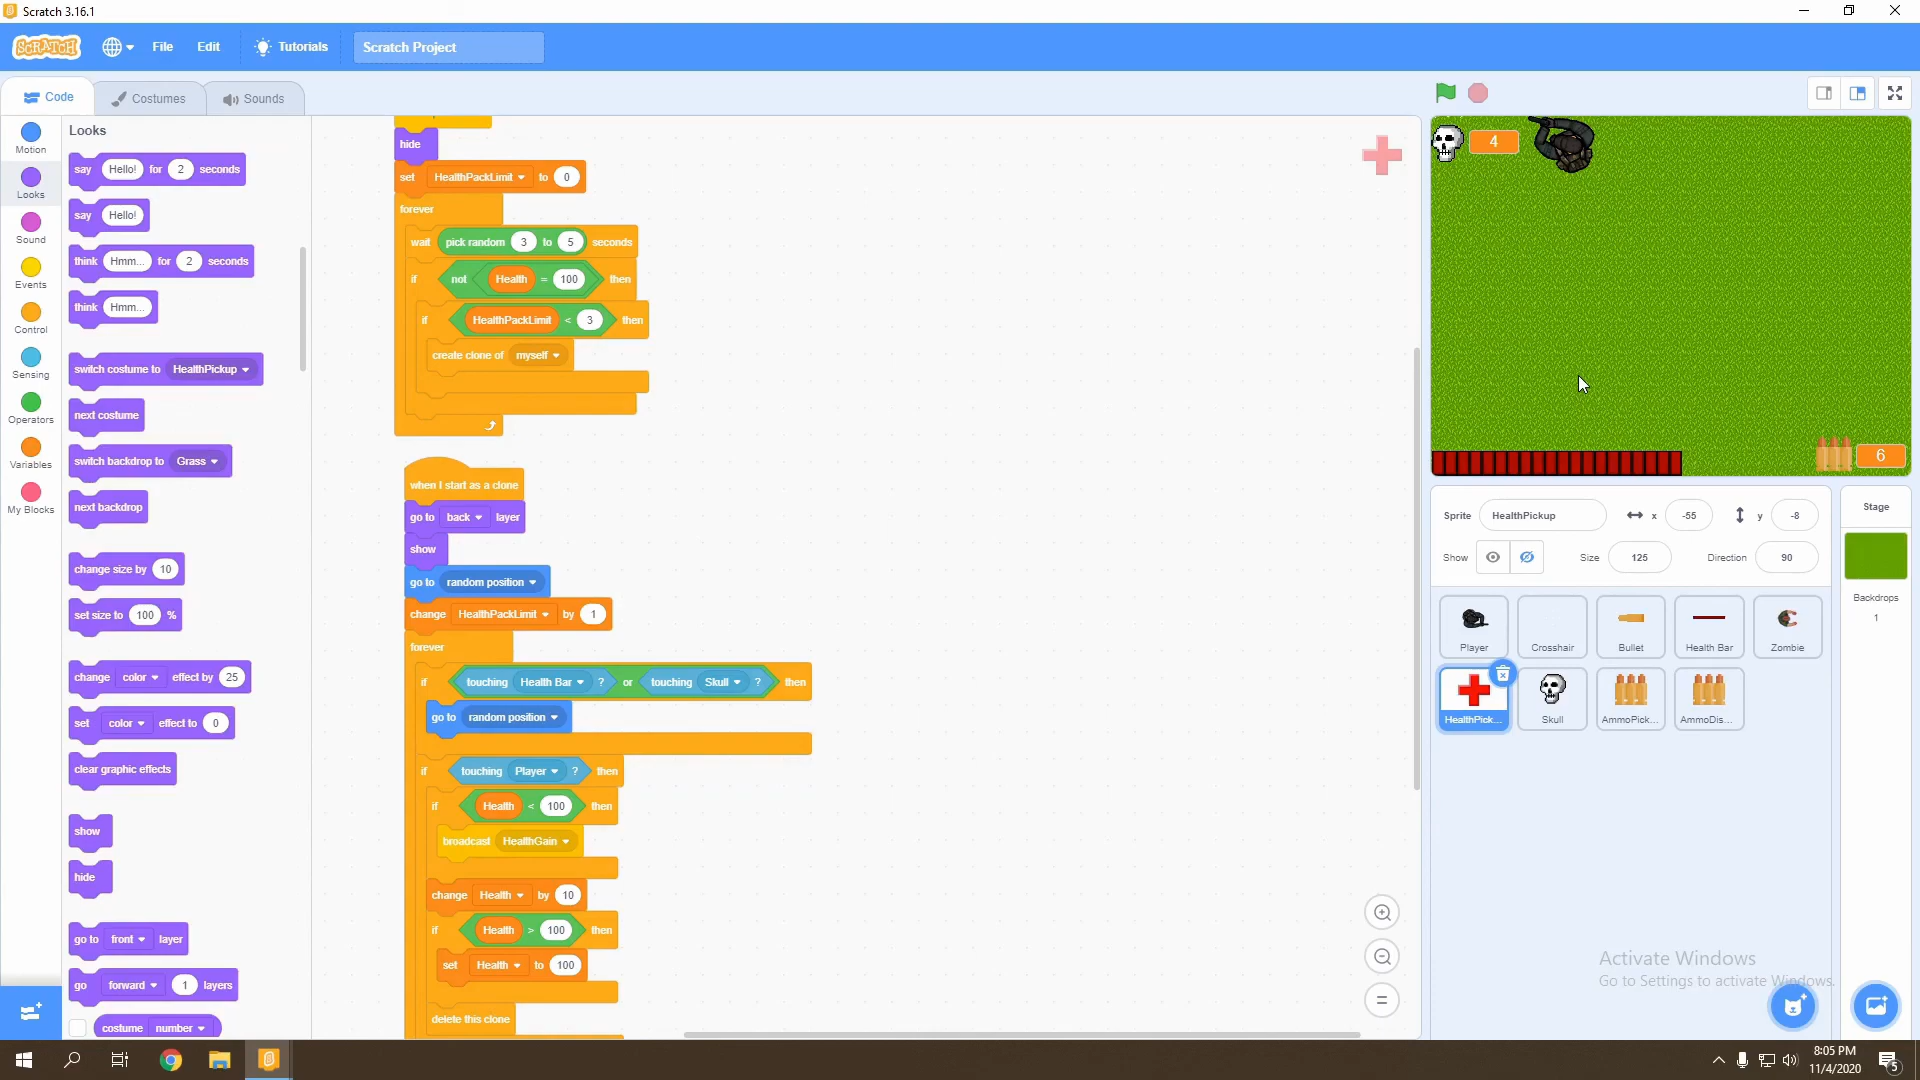 Scratch 3.16.1
SCRATCH File Edit Tutorials Scratch Project
Code Costumes Sounds
Motion
Looks
Sound
Events
Control
Sensing
Operators
Variables
My Blocks
Looks
say Hello! for 2 seconds
say Hello!
think Hmm... for 2 seconds
think Hmm...
switch costume to HealthPickup
next costume
switch backdrop to Grass
next backdrop
change size by 10
set size to 100 %
change color effect by 25
set color effect to 0
clear graphic effects
show
hide
go to front layer
go forward 1 layers
costume number
hide
set HealthPackLimit to 0
forever
wait pick random 3 to 5 seconds
if not Health = 100 then
if HealthPackLimit < 3 then
create clone of myself
when I start as a clone
go to back layer
show
go to random position
change HealthPackLimit by 1
forever
if touching Health Bar ? or touching Skull ? then
go to random position
if touching Player ? then
if Health < 100 then
broadcast HealthGain
change Health by 10
if Health > 100 then
set Health to 100
delete this clone
4
6
Sprite HealthPickup x -55 y -8
Show Size 125 Direction 90
Player
Crosshair
Bullet
Health Bar
Zombie
HealthPick...
Skull
AmmoPick...
AmmoDis...
Stage
Backdrops
1
Activate Windows
Go to Settings to activate Windows.
8:05 PM
11/4/2020
5